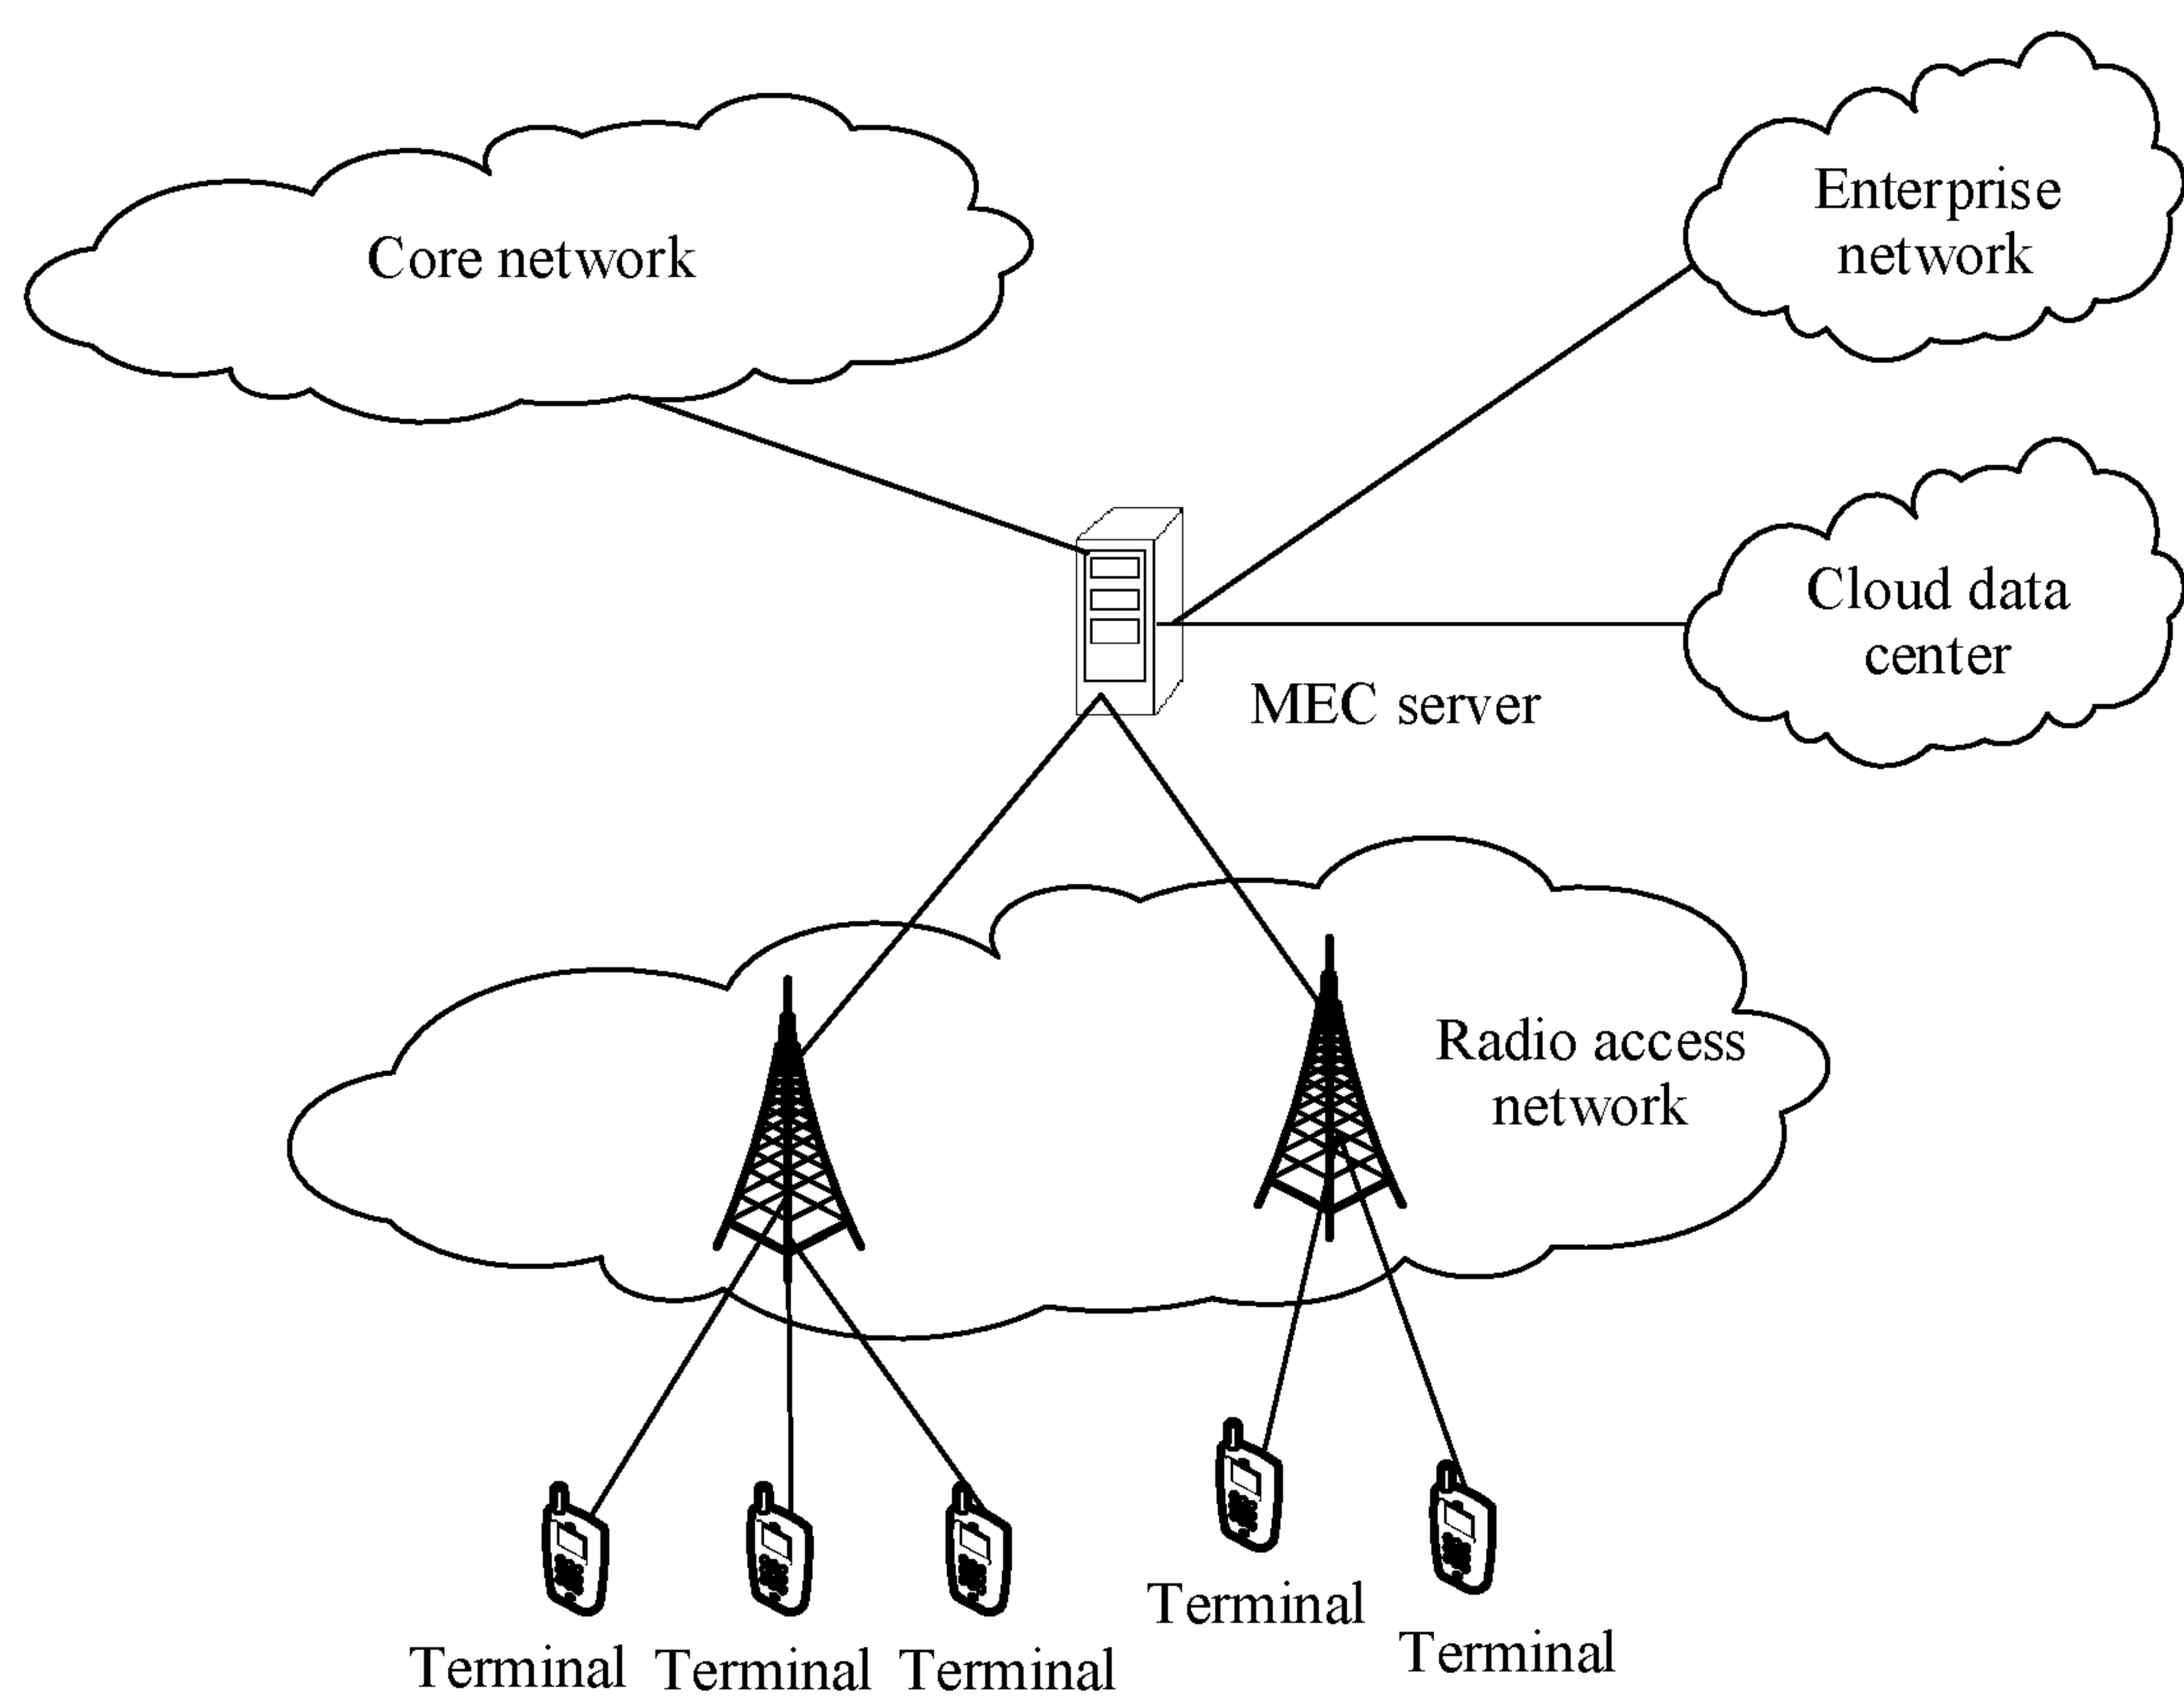 Core network
Enterprise
network
Cloud data
center
MEC server
Radio access
network
Terminal
Terminal
Terminal
Terminal
Terminal